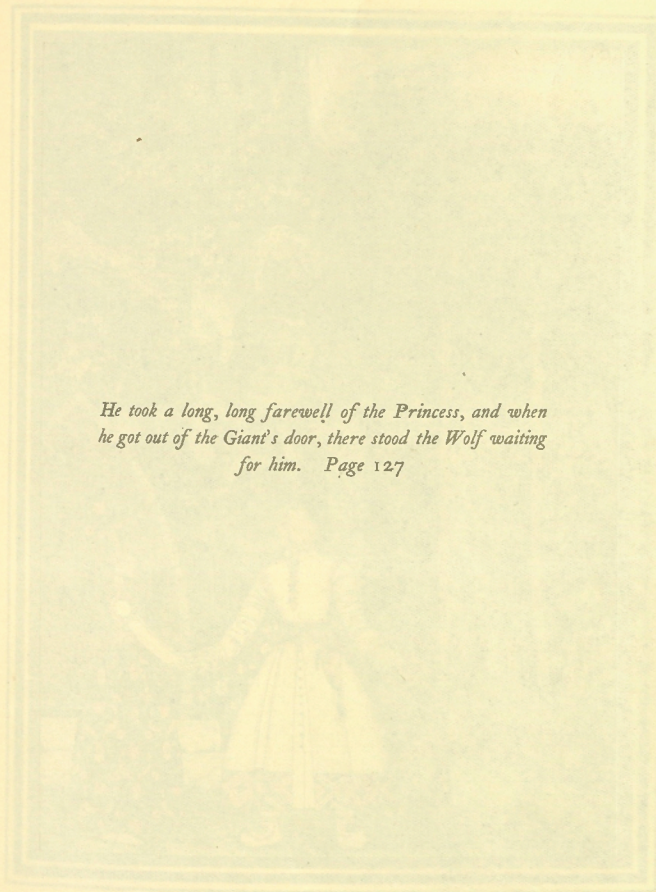 He took a long, long farewell of the Princess, and when
he got out of the Giant's door, there stood the Wolf waiting
for him. Page 127